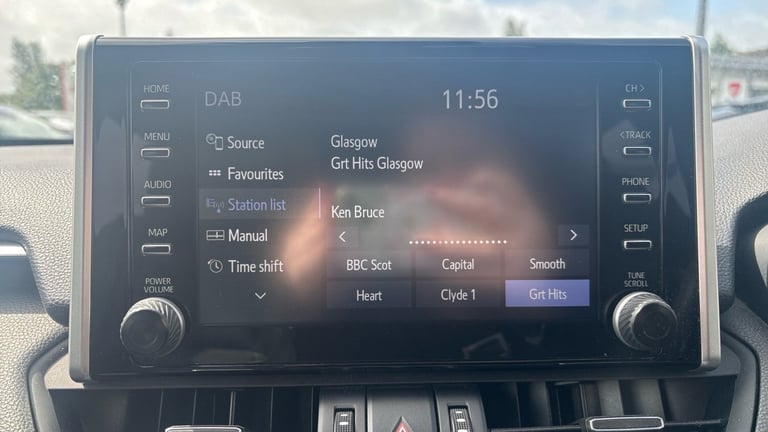 DAB
11:56
HOME
MENU
AUDIO
MAP
POWER
VOLUME
Source
Favourites
Station list
Manual
Time shift
Glasgow
Grt Hits Glasgow
Ken Bruce
BBC Scot
Capital
Smooth
Heart
Clyde 1
Grt Hits
CH >
< TRACK
PHONE
SETUP
TUNE
SCROLL